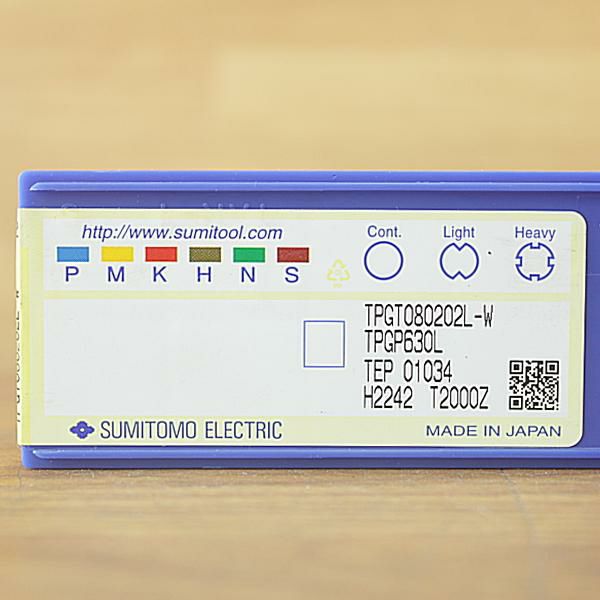 http://www.sumitool.com
Cont. Light Heavy
P M K H N S
TPGT080202L-W
TPGP630L
TEP 01034
H2242 T2000Z
SUMITOMO ELECTRIC
MADE IN JAPAN